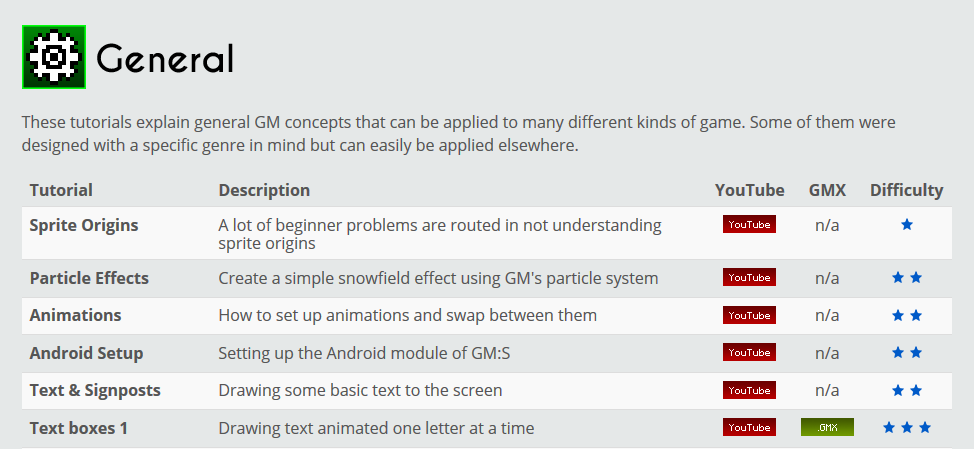 General
These tutorials explain general GM concepts that can be applied to many different kinds of game. Some of them were
designed with a specific genre in mind but can easily be applied elsewhere.
Tutorial Description YouTube GMX Difficulty
Sprite Origins A lot of beginner problems are routed in not understanding YouTube n/a
sprite origins
Particle Effects Create a simple snowfield effect using GM's particle system YouTube n/a
Animations How to set up animations and swap between them YouTube n/a
Android Setup Setting up the Android module of GM:S YouTube n/a
Text & Signposts Drawing some basic text to the screen YouTube n/a
Text boxes 1 Drawing text animated one letter at a time YouTube .GMX